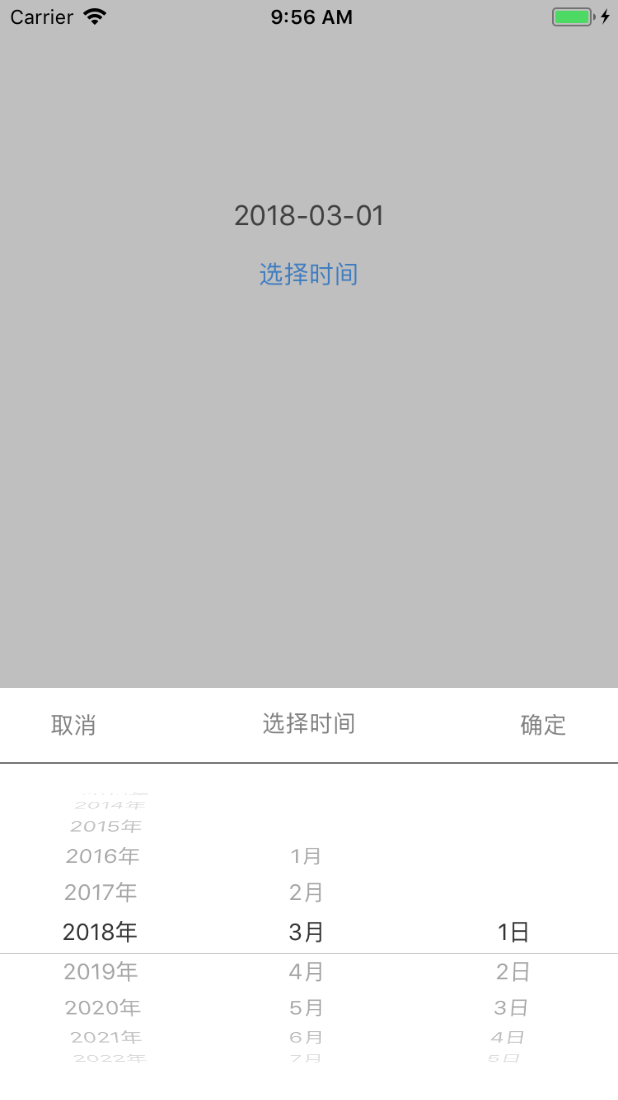 Carrier 9:56 AM
2018-03-01
选择时间
取消 选择时间 确定
2014年
2015年
2016年 1月
2017年 2月
2018年 3月 1日
2019年 4月 2日
2020年 5月 3日
2021年 6月 4日
2022年 7月 5日